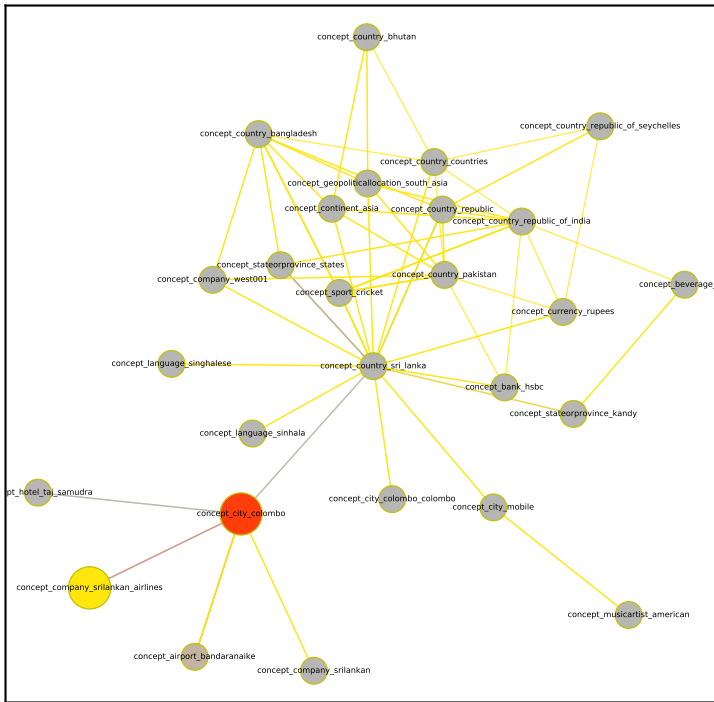 concept_country_bhutan
concept_country_republic_of_seychelles
concept_country_bangladesh
concept_country_countries
concept_geopoliticallocation_south_asia
concept_continent_asia
concept_country_republic
concept_country_republic_of_india
concept_stateorprovince_states
concept_company_west001
concept_country_pakistan
concept_sport_cricket
concept_beverage_
concept_currency_rupees
concept_language_singhalese
concept_country_sri_lanka
concept_bank_hsbc
concept_stateorprovince_kandy
concept_language_sinhala
pt_hotel_taj_samudra
concept_city_colombo_colombo
concept_city_mobile
concept_city_colombo
concept_company_srilankan_airlines
concept_musicartist_american
concept_airport_bandaranaike
concept_company_srilankan